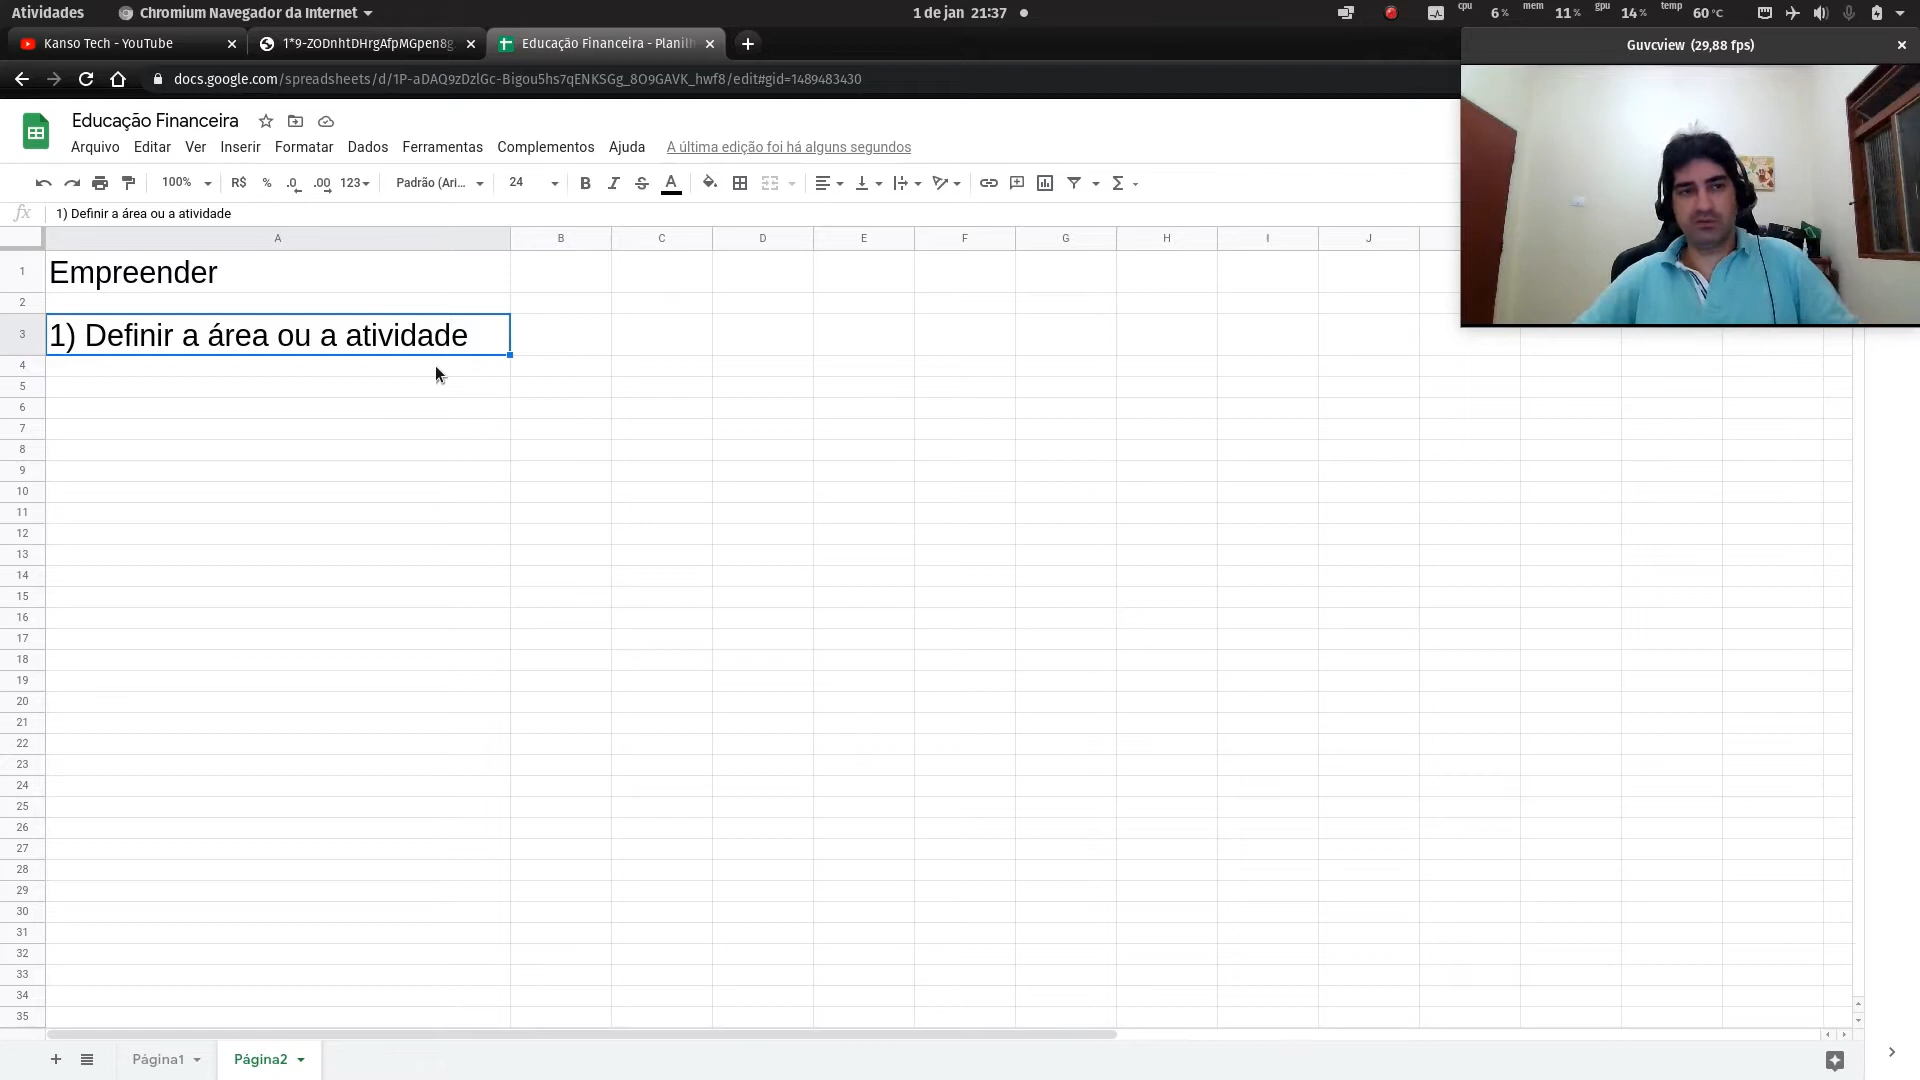 Atividades Chromium Navegador da Internet 1 de jan 21:37 cpu 6% mem 11% gpu 14% temp 60°C
Kanso Tech - YouTube 1*9-ZODnhtDHrgAfpMGpen8g Educação Financeira - Planilh
Guvcview (29,88 fps)
docs.google.com/spreadsheets/d/1P-aDAQ9zDzlGc-Bigou5hs7qENKSGg_8O9GAVK_hwf8/edit#gid=1489483430
Educação Financeira
Arquivo Editar Ver Inserir Formatar Dados Ferramentas Complementos Ajuda A última edição foi há alguns segundos
100% R$ % .0 .00 123 Padrão (Ari... 24 B I S A Σ
fx 1) Definir a área ou a atividade
A B C D E F G H I J
1 Empreender
2
3 1) Definir a área ou a atividade
4
5
6
7
8
9
10
11
12
13
14
15
16
17
18
19
20
21
22
23
24
25
26
27
28
29
30
31
32
33
34
35
Página1 Página2